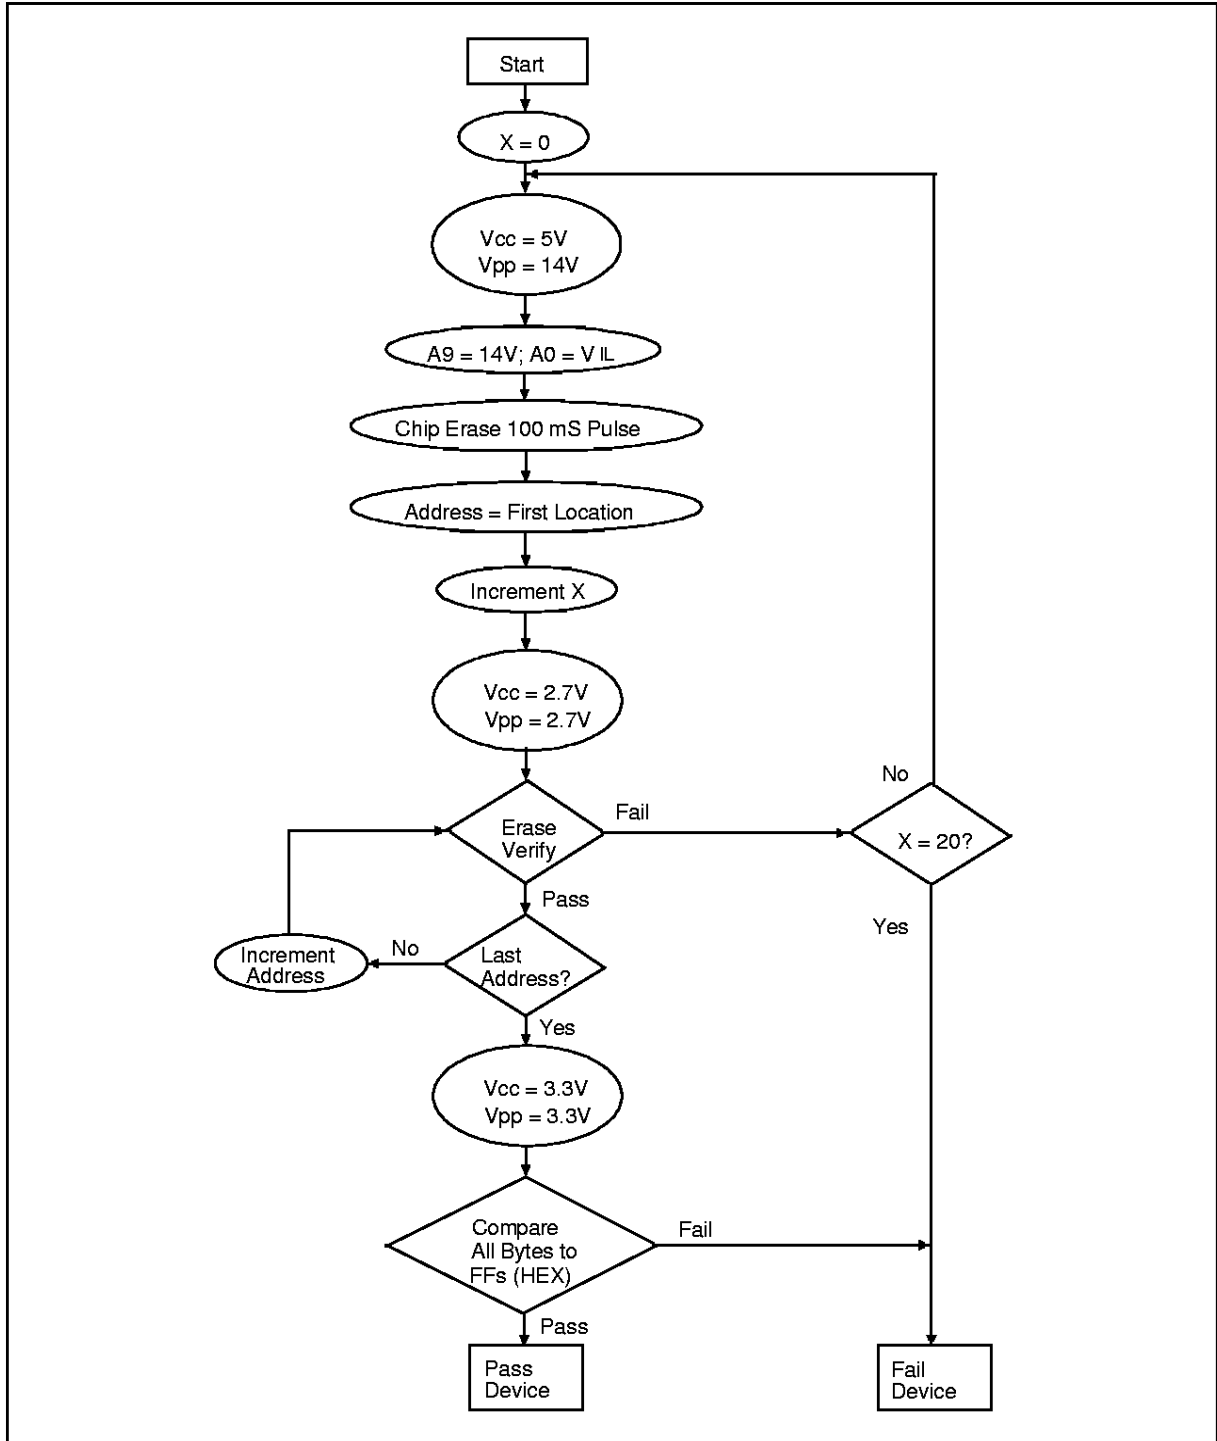 Start
X = 0
Vcc = 5V
Vpp = 14V
A9 = 14V; A0 = V IL
Chip Erase 100 mS Pulse
Address = First Location
Increment X
Vcc = 2.7V
Vpp = 2.7V
No
Erase
Verify
Fail
X = 20?
Pass
Yes
Increment
Address
No
Last
Address?
Yes
Vcc = 3.3V
Vpp = 3.3V
Compare
All Bytes to
FFs (HEX)
Fail
Pass
Pass
Device
Fail
Device